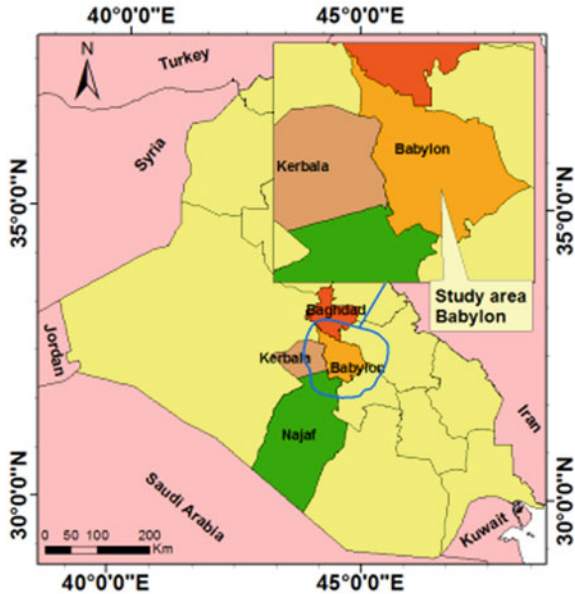 40°0'0"N
45°0'0"N
N
Turkey
Syria
Kerbala
Babylon
35°0'0"N
35°0'0"N
Study area
Babylon
Baghdad
Jordan
Kerbala
Babylon
Iran
Najaf
Saudi Arabia
30°0'0"N
30°0'0"N
Kuwait
0 50 100 200
Km
40°0'0"N
45°0'0"N